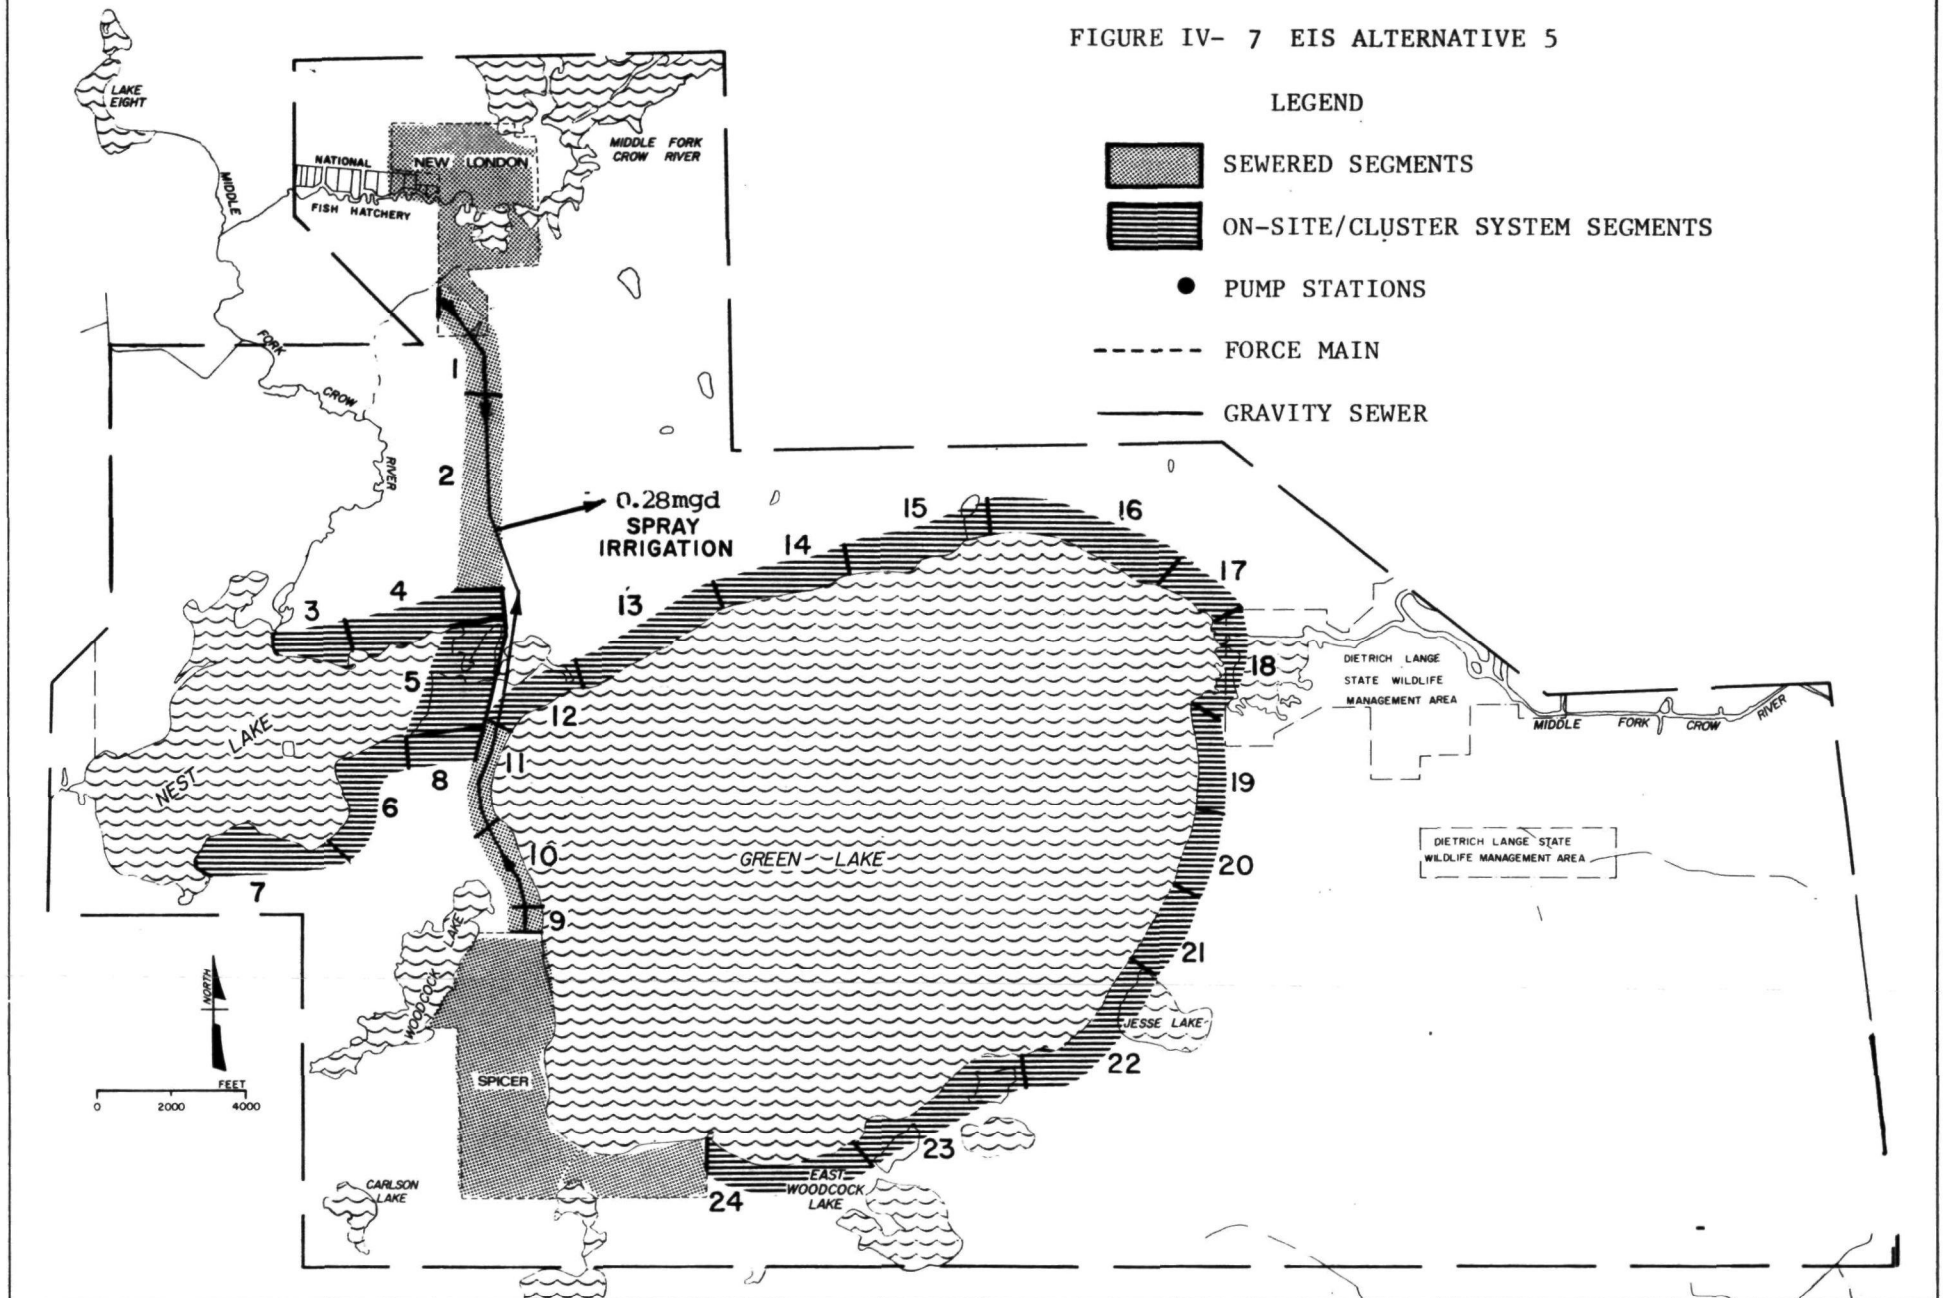 FIGURE IV- 7 EIS ALTERNATIVE 5
LEGEND
SEWERED SEGMENTS
ON-SITE/CLUSTER SYSTEM SEGMENTS
PUMP STATIONS
FORCE MAIN
GRAVITY SEWER
LAKE
EIGHT
MIDDLE FORK
CROW RIVER
NEW LONDON
NATIONAL
FISH HATCHERY
MIDDLE
FORK
CROW
RIVER
1
2
0.28mgd
SPRAY
IRRIGATION
3
4
5
6
7
8
9
10
11
12
13
14
15
16
17
18
19
20
21
22
23
24
NEST LAKE
GREEN LAKE
DIETRICH LANGE
STATE WILDLIFE
MANAGEMENT AREA
MIDDLE FORK CROW RIVER
DIETRICH LANGE STATE
WILDLIFE MANAGEMENT AREA
WOODCOCK LAKE
JESSE LAKE
SPICER
EAST
WOODCOCK
LAKE
CARLSON
LAKE
NORTH
FEET
0 2000 4000